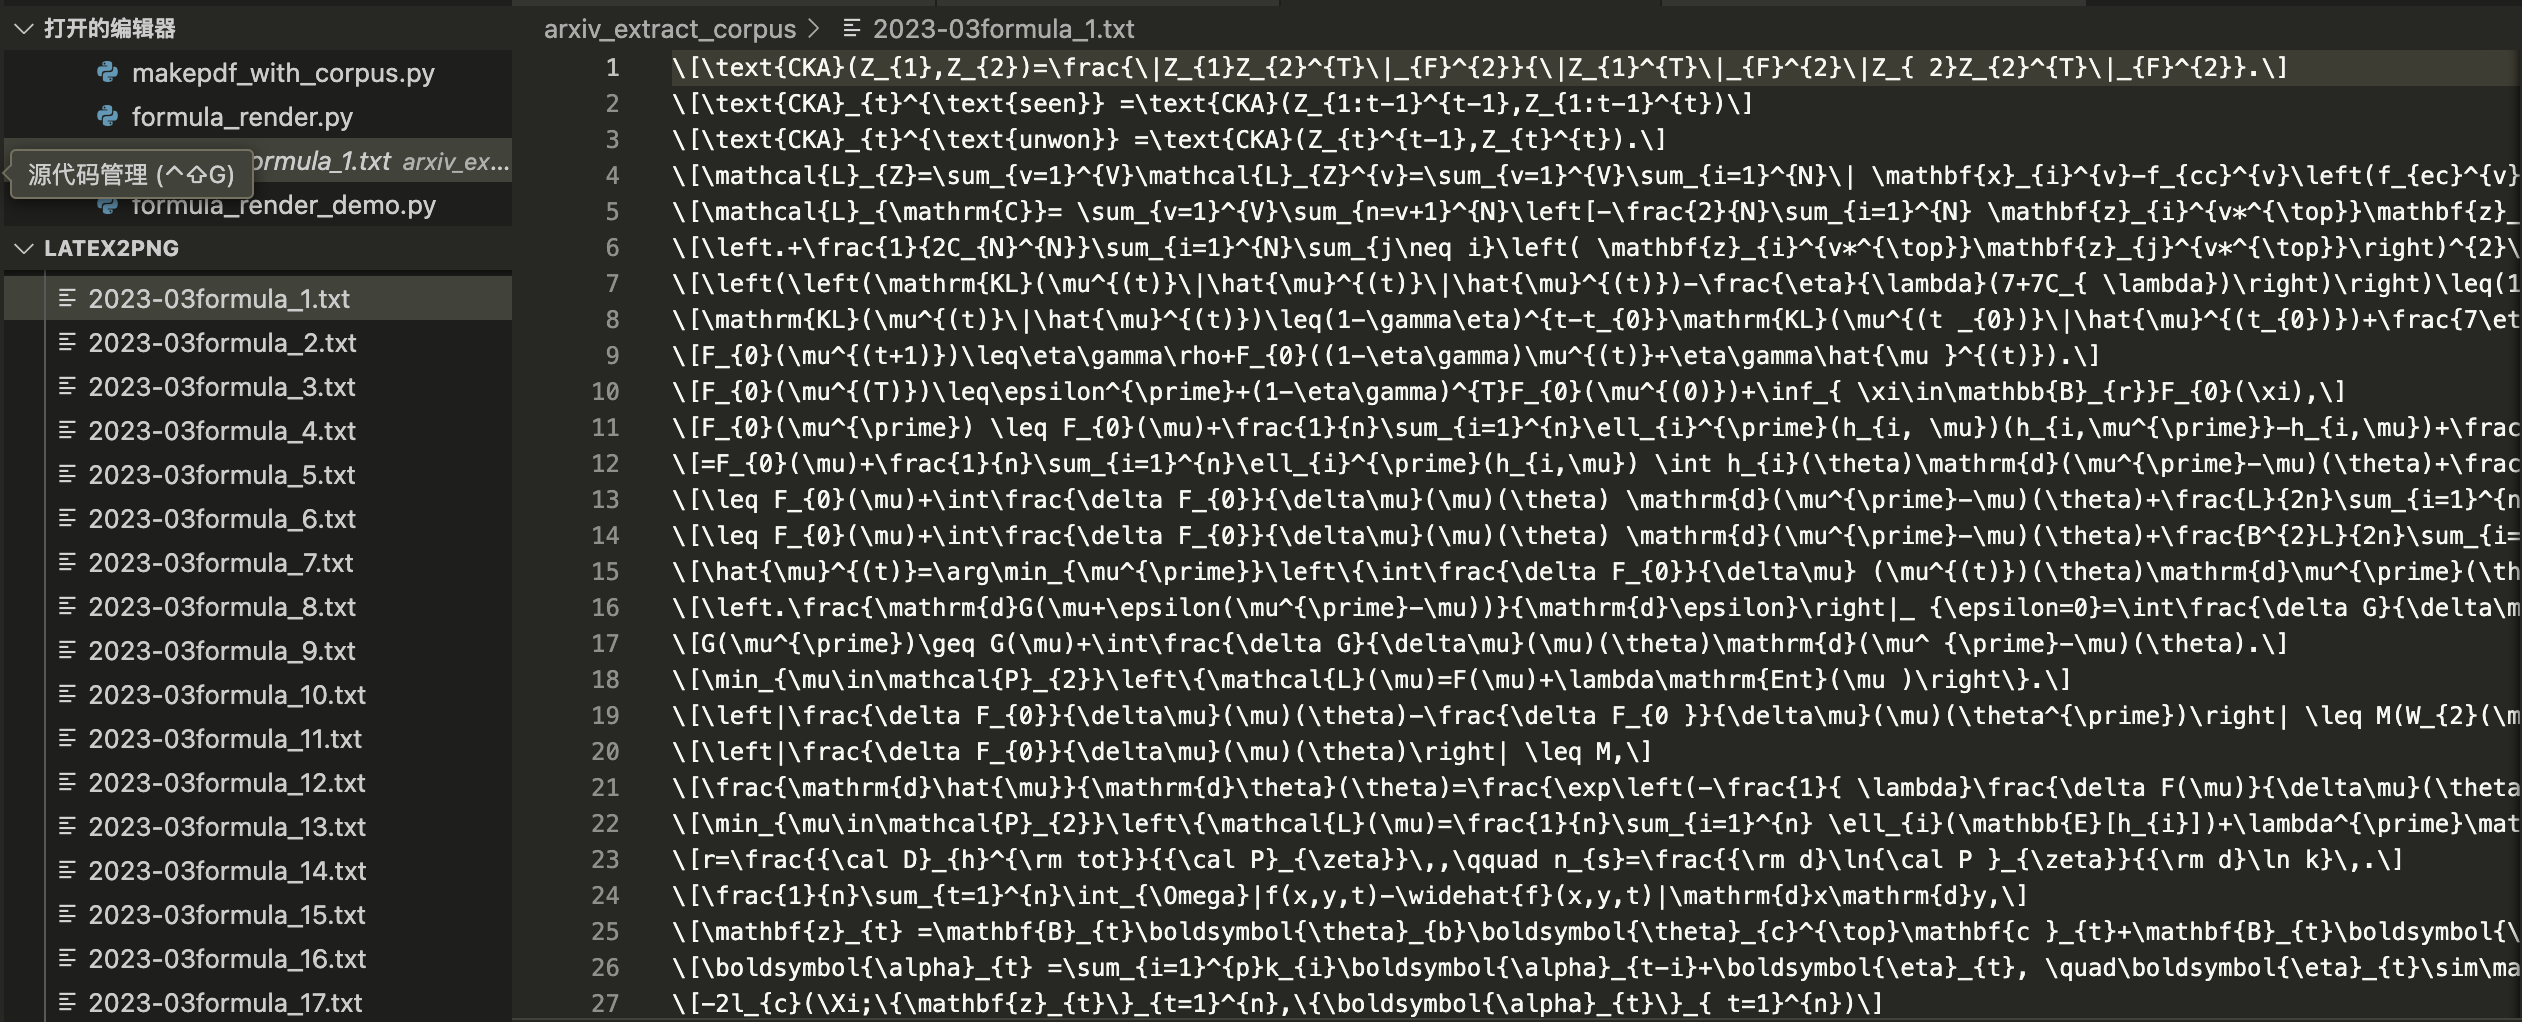 打开的编辑器
makepdf_with_corpus.py
formula_render.py
ormula_1.txt arxiv_ex...
源代码管理 (^⇧G)
formula_render_demo.py
LATEX2PNG
2023-03formula_1.txt
2023-03formula_2.txt
2023-03formula_3.txt
2023-03formula_4.txt
2023-03formula_5.txt
2023-03formula_6.txt
2023-03formula_7.txt
2023-03formula_8.txt
2023-03formula_9.txt
2023-03formula_10.txt
2023-03formula_11.txt
2023-03formula_12.txt
2023-03formula_13.txt
2023-03formula_14.txt
2023-03formula_15.txt
2023-03formula_16.txt
2023-03formula_17.txt
arxiv_extract_corpus > 2023-03formula_1.txt
1 \[\text{CKA}(Z_{1},Z_{2})=\frac{\|Z_{1}Z_{2}^{T}\|_{F}^{2}}{\|Z_{1}^{T}\|_{F}^{2}\|Z_{ 2}Z_{2}^{T}\|_{F}^{2}}.\]
2 \[\text{CKA}_{t}^{\text{seen}} =\text{CKA}(Z_{1:t-1}^{t-1},Z_{1:t-1}^{t})\]
3 \[\text{CKA}_{t}^{\text{unwon}} =\text{CKA}(Z_{t}^{t-1},Z_{t}^{t}).\]
4 \[\mathcal{L}_{Z}=\sum_{v=1}^{V}\mathcal{L}_{Z}^{v}=\sum_{v=1}^{V}\sum_{i=1}^{N}\| \mathbf{x}_{i}^{v}-f_{cc}^{v}\left(f_{ec}^{v}
5 \[\mathcal{L}_{\mathrm{C}}= \sum_{v=1}^{V}\sum_{n=v+1}^{N}\left[-\frac{2}{N}\sum_{i=1}^{N} \mathbf{z}_{i}^{v*^{\top}}\mathbf{z}_
6 \[\left.+\frac{1}{2C_{N}^{N}}\sum_{i=1}^{N}\sum_{j\neq i}\left( \mathbf{z}_{i}^{v*^{\top}}\mathbf{z}_{j}^{v*^{\top}}\right)^{2}\
7 \[\left(\left(\mathrm{KL}(\mu^{(t)}\|\hat{\mu}^{(t)}\|\hat{\mu}^{(t)})-\frac{\eta}{\lambda}(7+7C_{ \lambda})\right)\right)\leq(1
8 \[\mathrm{KL}(\mu^{(t)}\|\hat{\mu}^{(t)})\leq(1-\gamma\eta)^{t-t_{0}}\mathrm{KL}(\mu^{(t _{0})}\|\hat{\mu}^{(t_{0})})+\frac{7\et
9 \[F_{0}(\mu^{(t+1)})\leq\eta\gamma\rho+F_{0}((1-\eta\gamma)\mu^{(t)}+\eta\gamma\hat{\mu }^{(t)}).\]
10 \[F_{0}(\mu^{(T)})\leq\epsilon^{\prime}+(1-\eta\gamma)^{T}F_{0}(\mu^{(0)})+\inf_{ \xi\in\mathbb{B}_{r}}F_{0}(\xi),\]
11 \[F_{0}(\mu^{\prime}) \leq F_{0}(\mu)+\frac{1}{n}\sum_{i=1}^{n}\ell_{i}^{\prime}(h_{i, \mu})(h_{i,\mu^{\prime}}-h_{i,\mu})+\frac
12 \[=F_{0}(\mu)+\frac{1}{n}\sum_{i=1}^{n}\ell_{i}^{\prime}(h_{i,\mu}) \int h_{i}(\theta)\mathrm{d}(\mu^{\prime}-\mu)(\theta)+\frac
13 \[\leq F_{0}(\mu)+\int\frac{\delta F_{0}}{\delta\mu}(\mu)(\theta) \mathrm{d}(\mu^{\prime}-\mu)(\theta)+\frac{L}{2n}\sum_{i=1}^{n
14 \[\leq F_{0}(\mu)+\int\frac{\delta F_{0}}{\delta\mu}(\mu)(\theta) \mathrm{d}(\mu^{\prime}-\mu)(\theta)+\frac{B^{2}L}{2n}\sum_{i=
15 \[\hat{\mu}^{(t)}=\arg\min_{\mu^{\prime}}\left\{\int\frac{\delta F_{0}}{\delta\mu} (\mu^{(t)})(\theta)\mathrm{d}\mu^{\prime}(\th
16 \[\left.\frac{\mathrm{d}G(\mu+\epsilon(\mu^{\prime}-\mu))}{\mathrm{d}\epsilon}\right|_ {\epsilon=0}=\int\frac{\delta G}{\delta\m
17 \[G(\mu^{\prime})\geq G(\mu)+\int\frac{\delta G}{\delta\mu}(\mu)(\theta)\mathrm{d}(\mu^ {\prime}-\mu)(\theta).\]
18 \[\min_{\mu\in\mathcal{P}_{2}}\left\{\mathcal{L}(\mu)=F(\mu)+\lambda\mathrm{Ent}(\mu )\right\}.\]
19 \[\left|\frac{\delta F_{0}}{\delta\mu}(\mu)(\theta)-\frac{\delta F_{0 }}{\delta\mu}(\mu)(\theta^{\prime})\right| \leq M(W_{2}(\m
20 \[\left|\frac{\delta F_{0}}{\delta\mu}(\mu)(\theta)\right| \leq M,\]
21 \[\frac{\mathrm{d}\hat{\mu}}{\mathrm{d}\theta}(\theta)=\frac{\exp\left(-\frac{1}{ \lambda}\frac{\delta F(\mu)}{\delta\mu}(\theta
22 \[\min_{\mu\in\mathcal{P}_{2}}\left\{\mathcal{L}(\mu)=\frac{1}{n}\sum_{i=1}^{n} \ell_{i}(\mathbb{E}[h_{i}])+\lambda^{\prime}\mat
23 \[r=\frac{{\cal D}_{h}^{\rm tot}}{{\cal P}_{\zeta}}\,,\qquad n_{s}=\frac{{\rm d}\ln{\cal P }_{\zeta}}{{\rm d}\ln k}\,.\]
24 \[\frac{1}{n}\sum_{t=1}^{n}\int_{\Omega}|f(x,y,t)-\widehat{f}(x,y,t)|\mathrm{d}x\mathrm{d}y,\]
25 \[\mathbf{z}_{t} =\mathbf{B}_{t}\boldsymbol{\theta}_{b}\boldsymbol{\theta}_{c}^{\top}\mathbf{c }_{t}+\mathbf{B}_{t}\boldsymbol{\
26 \[\boldsymbol{\alpha}_{t} =\sum_{i=1}^{p}k_{i}\boldsymbol{\alpha}_{t-i}+\boldsymbol{\eta}_{t}, \quad\boldsymbol{\eta}_{t}\sim\ma
27 \[-2l_{c}(\Xi;\{\mathbf{z}_{t}\}_{t=1}^{n},\{\boldsymbol{\alpha}_{t}\}_{ t=1}^{n})\]